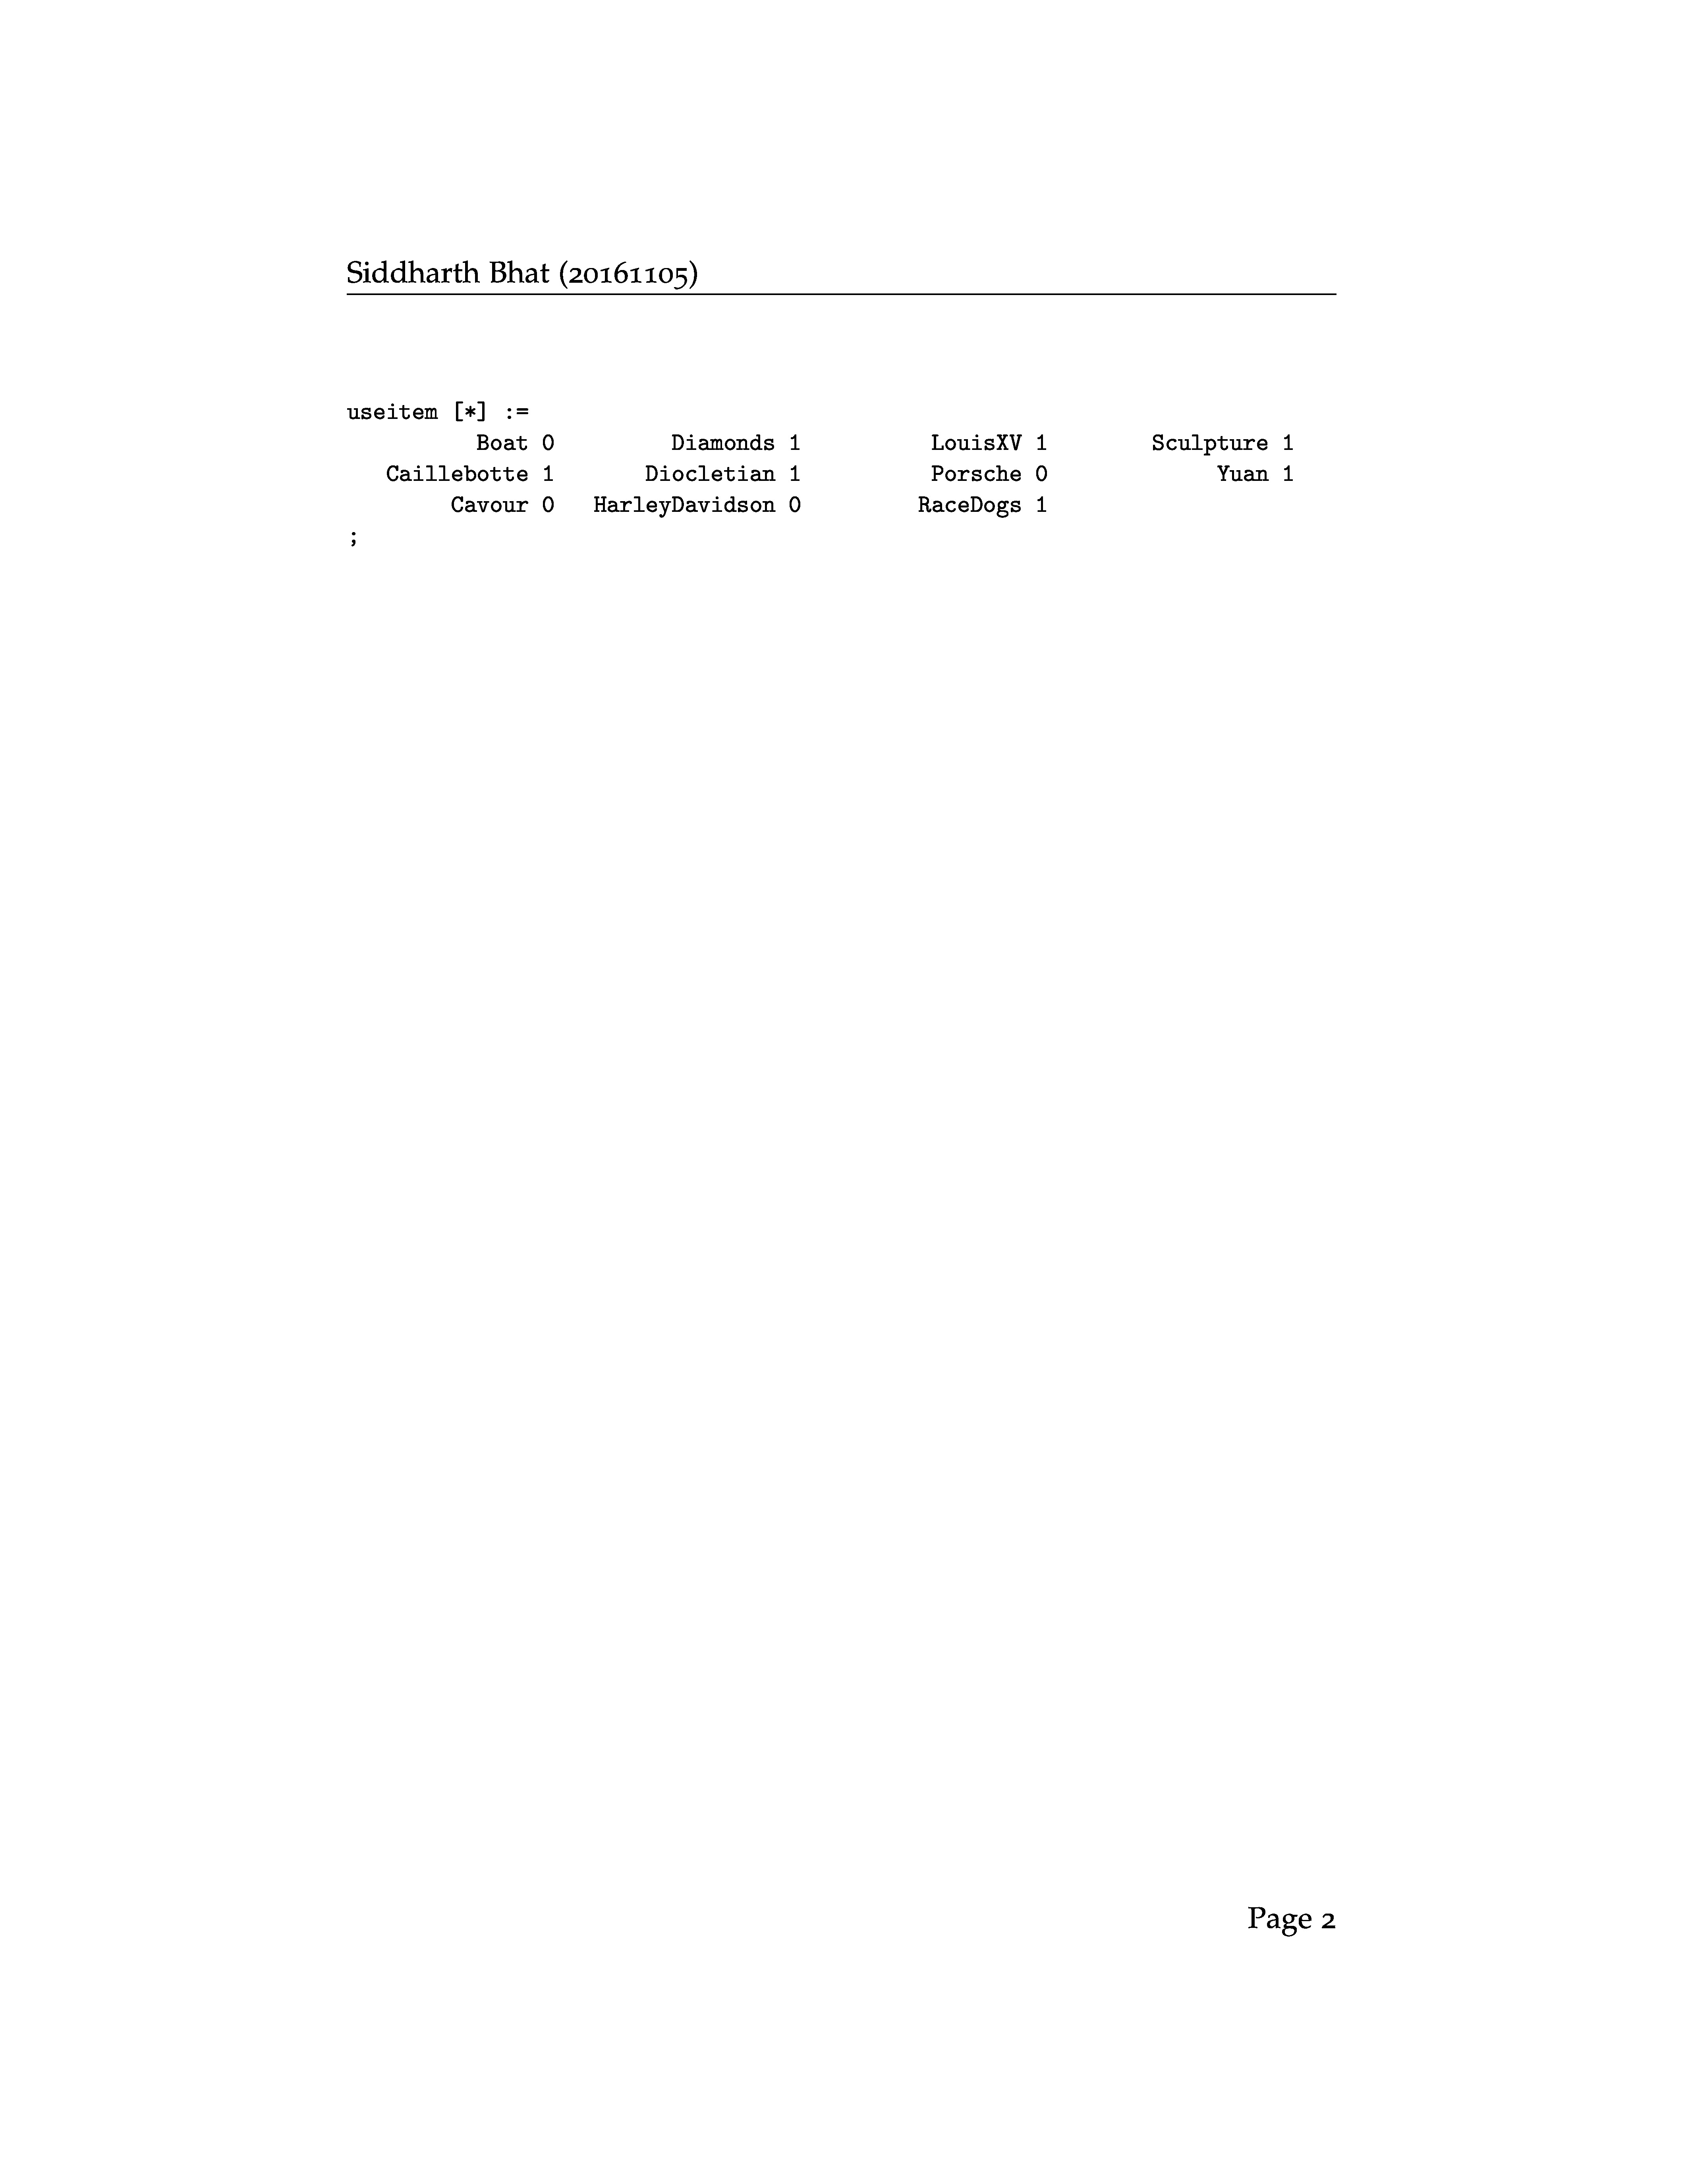 Siddharth Bhat (20161105)
useitem [*] :=
Boat 0 Diamonds 1 LouisXV 1 Sculpture 1
Caillebotte 1 Diocletian 1 Porsche 0 Yuan 1
Cavour 0 HarleyDavidson 0 RaceDogs 1
;
Page 2